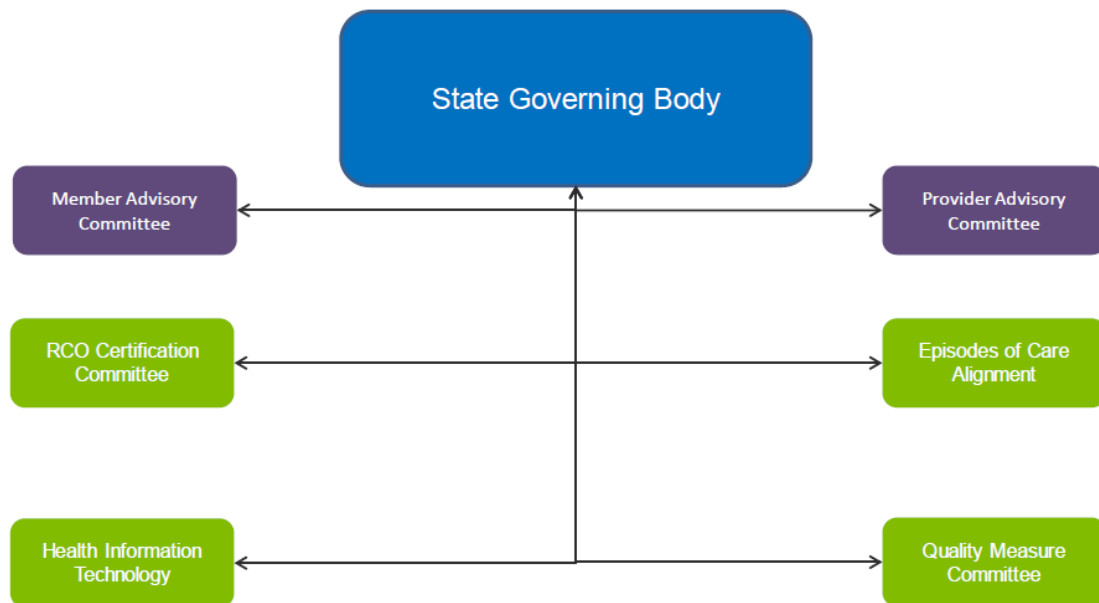 State Governing Body
Member Advisory
Committee
Provider Advisory
Committee
RCO Certification
Committee
Episodes of Care
Alignment
Health Information
Technology
Quality Measure
Committee